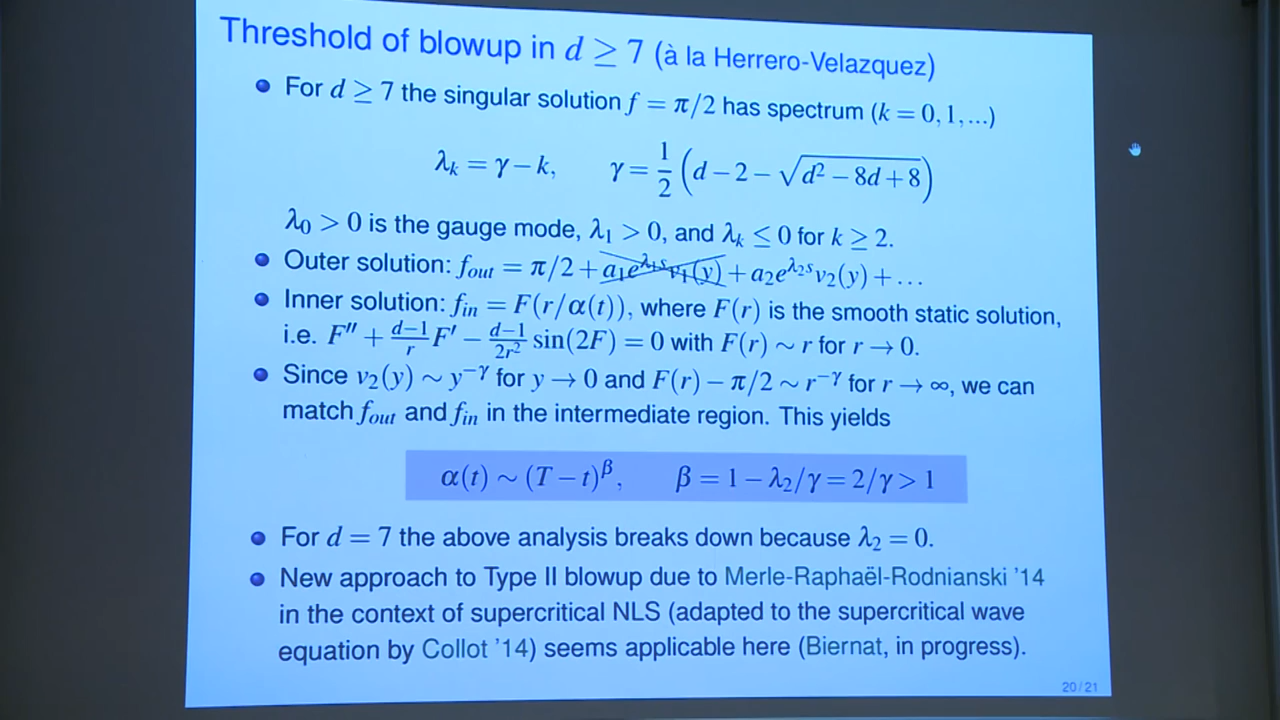 Threshold of blowup in d ≥ 7 (à la Herrero-Velazquez)
For d ≥ 7 the singular solution f = π/2 has spectrum (k = 0, 1, ...)
λ_k = γ − k,   γ = 1/2 (d − 2 − √(d² − 8d + 8))
λ_0 > 0 is the gauge mode, λ_1 > 0, and λ_k ≤ 0 for k ≥ 2.
Outer solution: f_out = π/2 + a_1e^{λ_1s}v_1(y) + a_2e^{λ_2s}v_2(y) + …
Inner solution: f_in = F(r/α(t)), where F(r) is the smooth static solution,
i.e. F″ + (d−1)/r F′ − (d−1)/(2r²) sin(2F) = 0 with F(r) ∼ r for r → 0.
Since v_2(y) ∼ y^{−γ} for y → 0 and F(r) − π/2 ∼ r^{−γ} for r → ∞, we can
match f_out and f_in in the intermediate region. This yields
α(t) ∼ (T − t)^β,   β = 1 − λ_2/γ = 2/γ > 1
For d = 7 the above analysis breaks down because λ_2 = 0.
New approach to Type II blowup due to Merle-Raphaël-Rodnianski '14
in the context of supercritical NLS (adapted to the supercritical wave
equation by Collot '14) seems applicable here (Biernat, in progress).
20/21